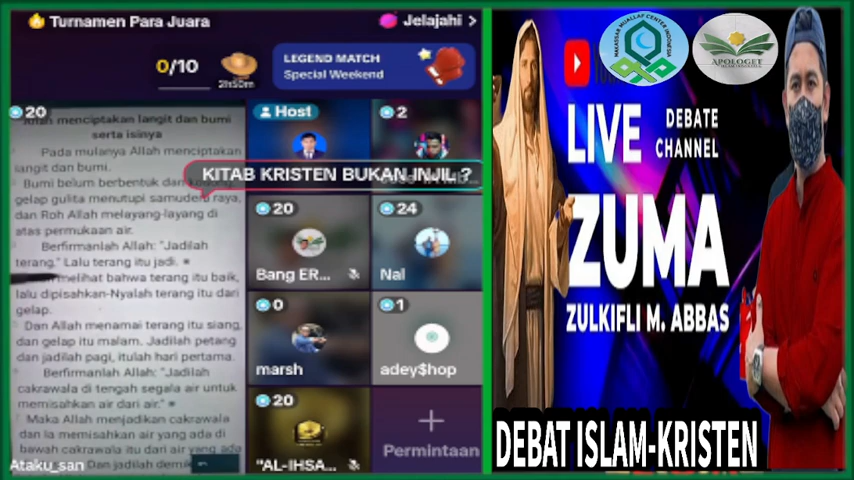 Turnamen Para Juara
Jelajahi >
0/10
2h50m
LEGEND MATCH
Special Weekend
20
menciptakan langit dan bumi
serta isinya
Pada mulanya Allah menciptakan
langit dan bumi.
Bumi belum berbentuk dan kosong,
gelap gulita menutupi samudera raya,
dan Roh Allah melayang-layang di
atas permukaan air.
Berfirmanlah Allah: "Jadilah
terang." Lalu terang itu jadi.
melihat bahwa terang itu baik,
lalu dipisahkan-Nyalah terang itu dari
gelap.
Dan Allah menamai terang itu siang,
dan gelap itu malam. Jadilah petang
dan jadilah pagi, itulah hari pertama.
Berfirmanlah Allah: "Jadilah
cakrawala di tengah segala air untuk
memisahkan air dari air."
Maka Allah menjadikan cakrawala
dan Ia memisahkan air yang ada di
bawah cakrawala itu dari air yang ada
Dan jadilah
Ataku_san
KITAB KRISTEN BUKAN INJIL ?
Host
2
20
Bang ER...
24
Nal
0
marsh
1
adey$hop
20
"AL-IHSA...
+
Permintaan
MAKASSAR MUALLAF CENTER INDONESIA
APOLOGET
LIVE
DEBATE
CHANNEL
ZUMA
ZULKIFLI M. ABBAS
DEBAT ISLAM-KRISTEN